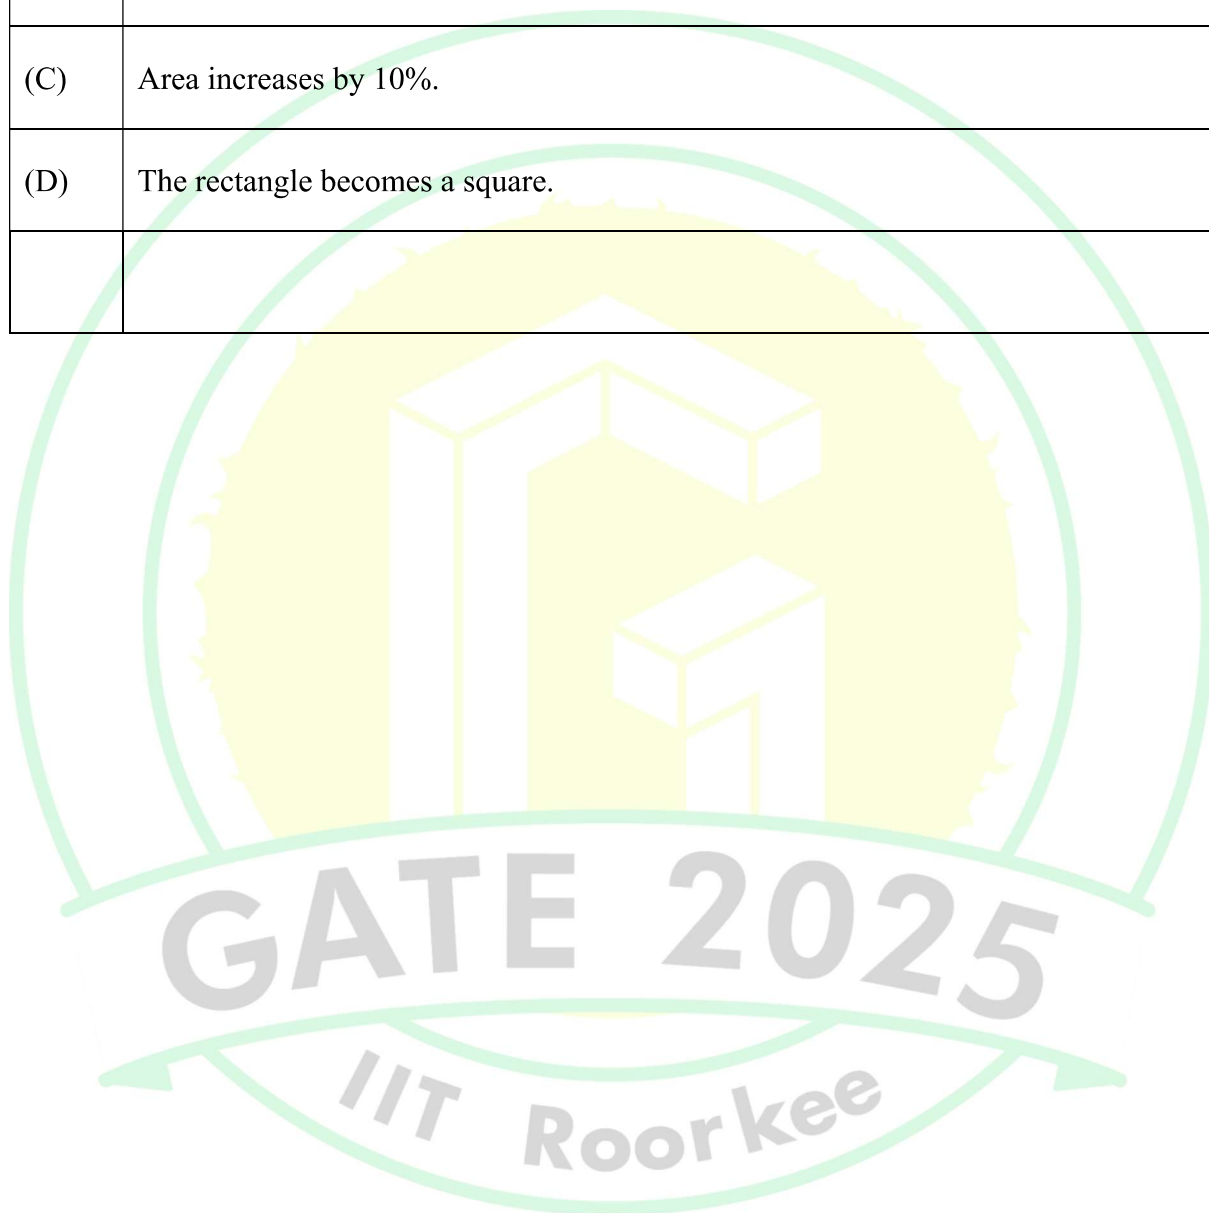 (C) Area increases by 10%.
(D) The rectangle becomes a square.
GATE 2025
IIT Roorkee